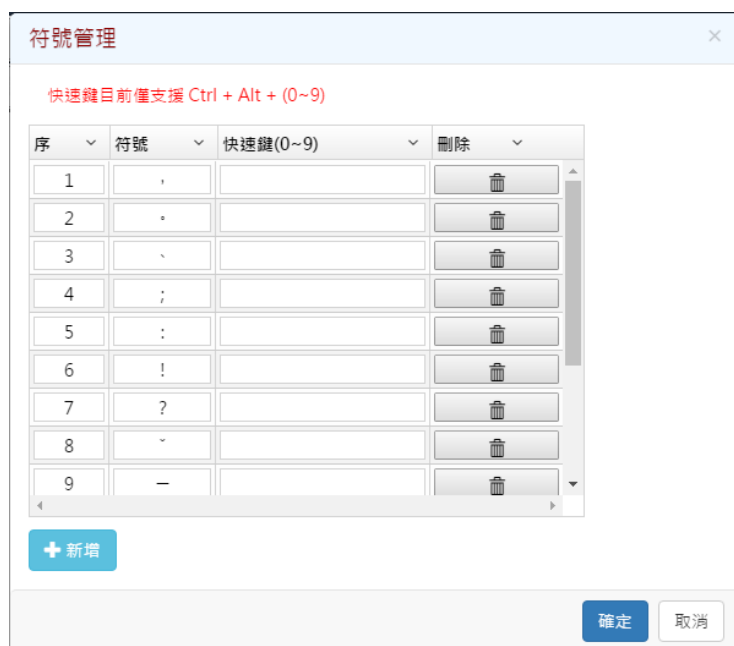 符號管理 ×
快速鍵目前僅支援 Ctrl + Alt + (0~9)
序 符號 快速鍵(0~9) 刪除
1 ，
2 。
3 、
4 ;
5 :
6 !
7 ?
8 ˇ
9 —
新增
確定 取消